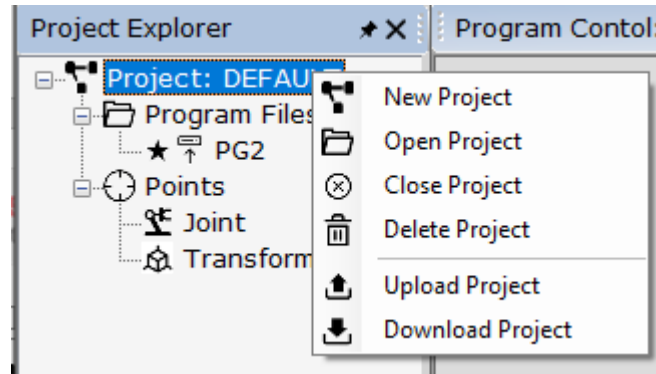 Project Explorer
Program Contol
Project: DEFAU
Program Files
PG2
Points
Joint
Transform
New Project
Open Project
Close Project
Delete Project
Upload Project
Download Project